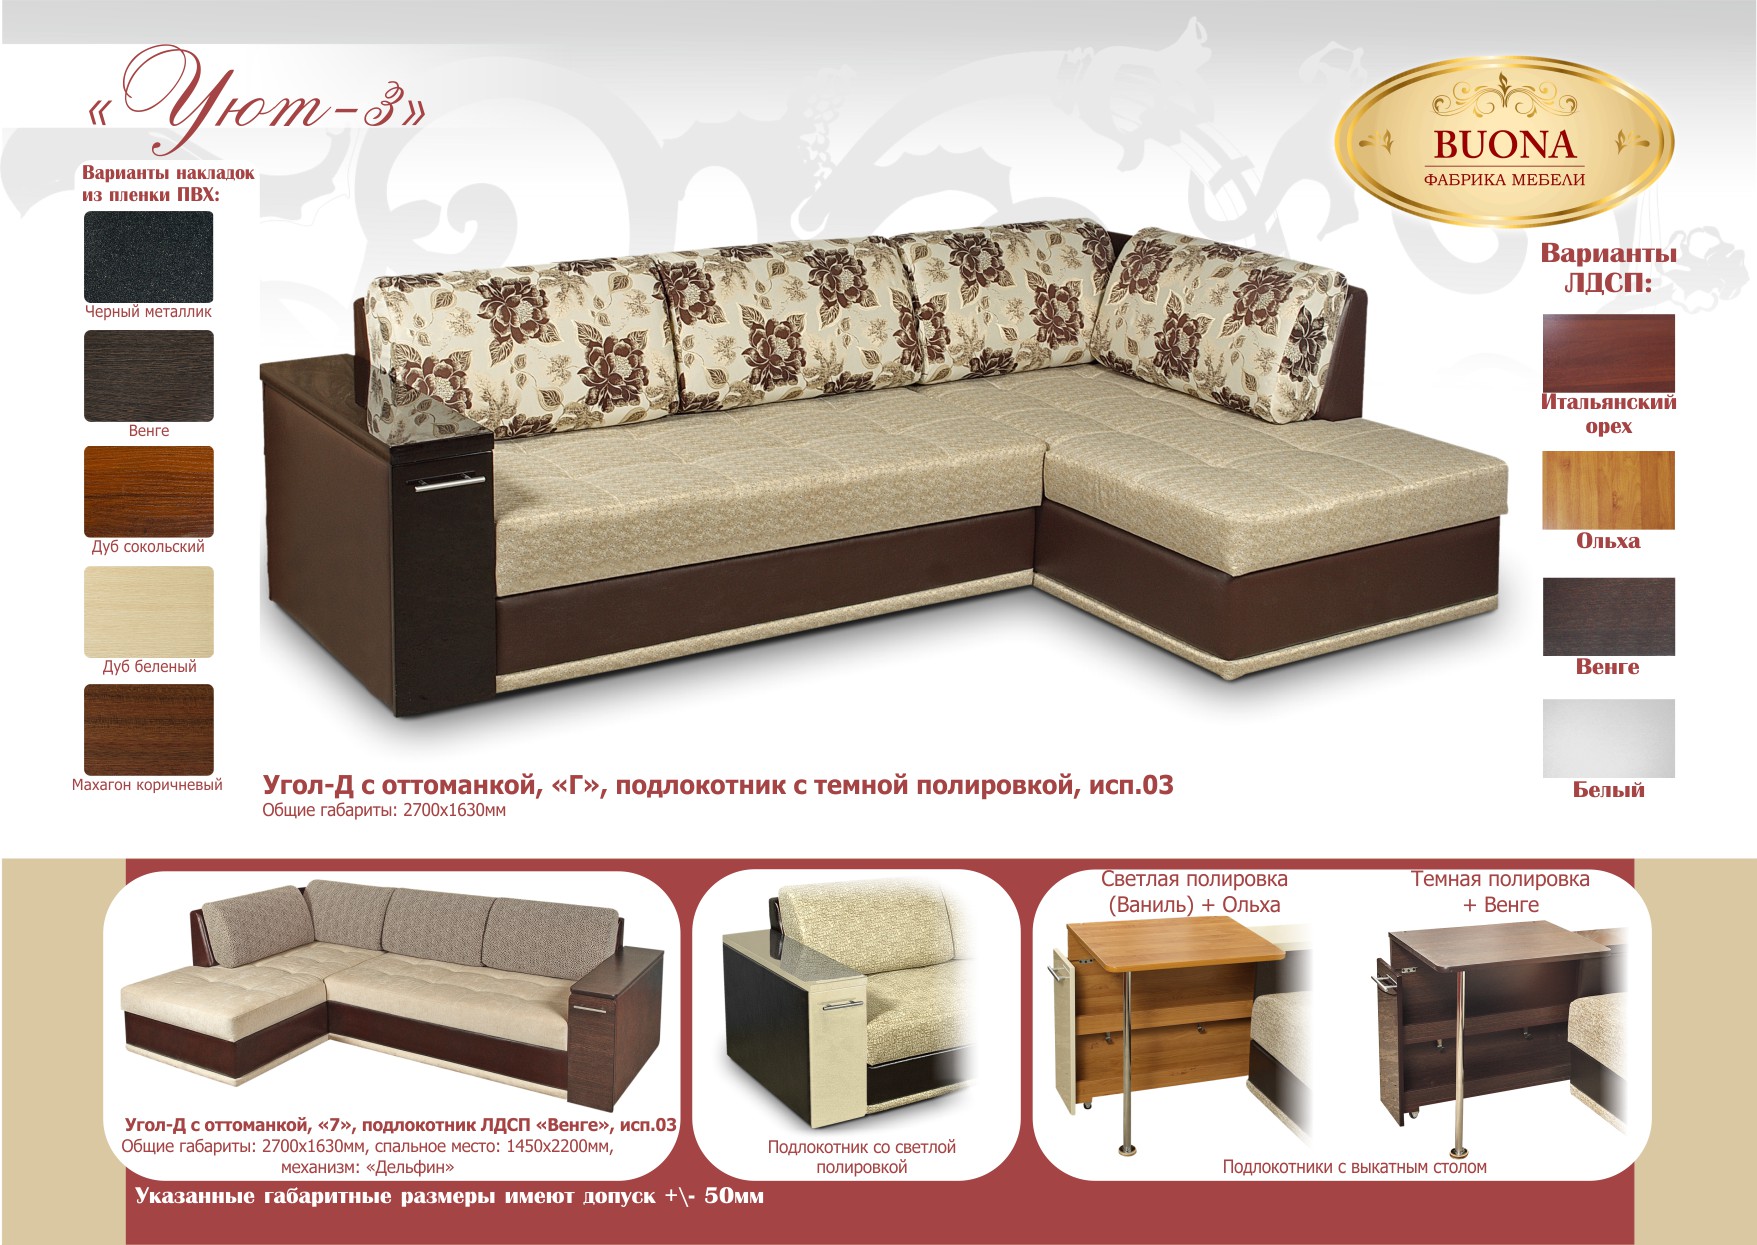 «Уют-3»
BUONA
ФАБРИКА МЕБЕЛИ
Варианты накладок
из пленки ПВХ:
Черный металлик
Венге
Дуб сокольский
Дуб беленый
Махагон коричневый
Варианты
ЛДСП:
Итальянский
орех
Ольха
Венге
Белый
Угол-Д с оттоманкой, «Г», подлокотник с темной полировкой, исп.03
Общие габариты: 2700х1630мм
Угол-Д с оттоманкой, «7», подлокотник ЛДСП «Венге», исп.03
Общие габариты: 2700х1630мм, спальное место: 1450х2200мм,
механизм: «Дельфин»
Подлокотник со светлой
полировкой
Светлая полировка
(Ваниль) + Ольха
Темная полировка
+ Венге
Подлокотники с выкатным столом
Указанные габаритные размеры имеют допуск +\- 50мм